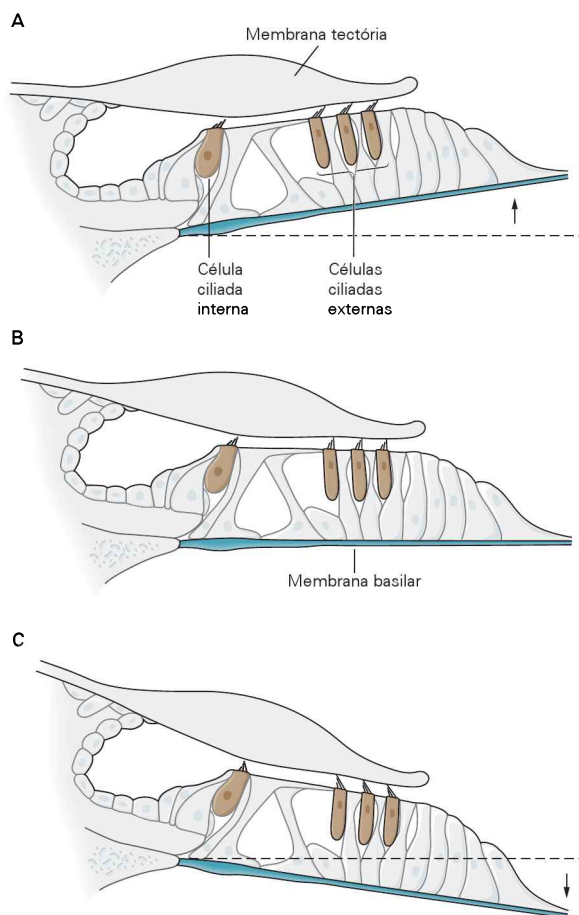 A
Membrana tectória
Célula
ciliada
interna
Células
ciliadas
externas
B
Membrana basilar
C